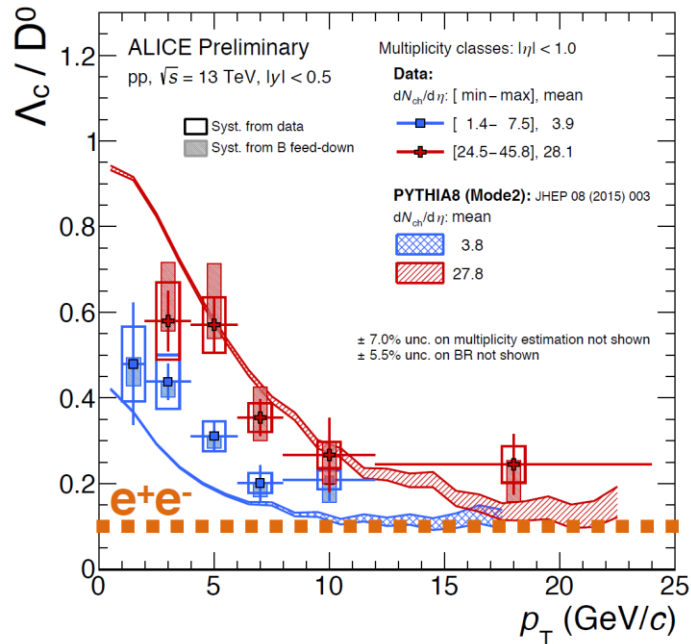 Λc / D⁰
1.2
1
0.8
0.6
0.4
0.2
0
ALICE Preliminary
pp, √s = 13 TeV, |y| < 0.5
Syst. from data
Syst. from B feed-down
Multiplicity classes: |η| < 1.0
Data:
dNch/dη: [ min−max], mean
[ 1.4− 7.5], 3.9
[24.5−45.8], 28.1
PYTHIA8 (Mode2): JHEP 08 (2015) 003
dNch/dη: mean
3.8
27.8
± 7.0% unc. on multiplicity estimation not shown
± 5.5% unc. on BR not shown
e⁺e⁻
0 5 10 15 20 25
pT (GeV/c)